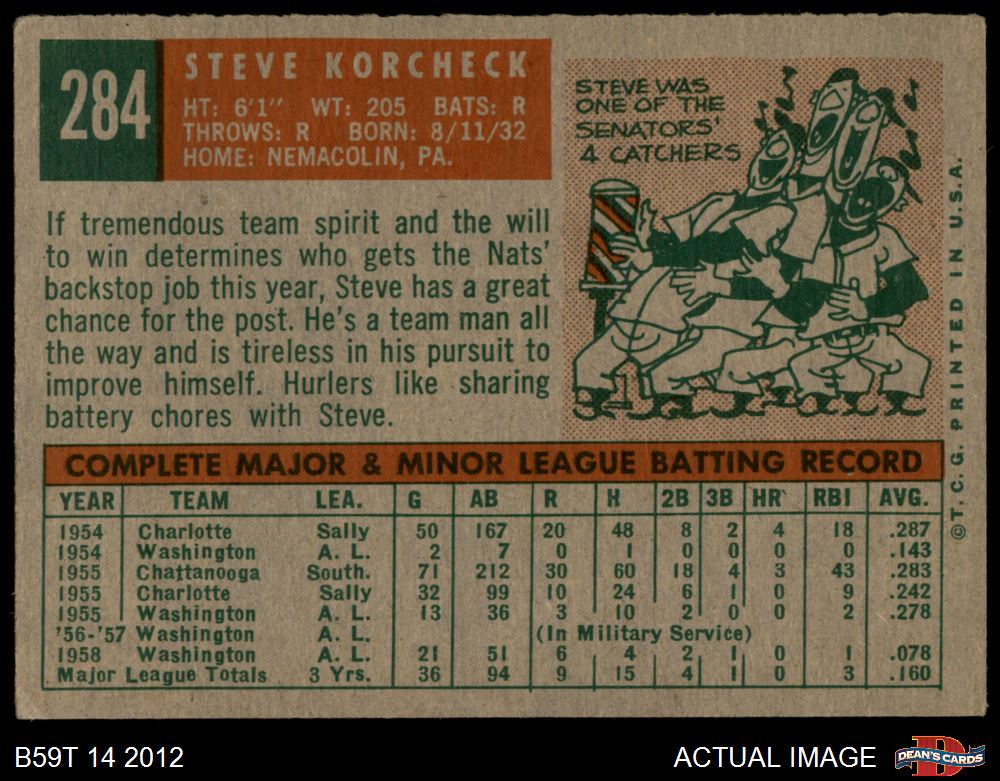 284
STEVE KORCHECK
HT: 6'1" WT: 205 BATS: R
THROWS: R BORN: 8/11/32
HOME: NEMACOLIN, PA.
STEVE WAS
ONE OF THE
SENATORS'
4 CATCHERS
If tremendous team spirit and the will
to win determines who gets the Nats'
backstop job this year, Steve has a great
chance for the post. He's a team man all
the way and is tireless in his pursuit to
improve himself. Hurlers like sharing
battery chores with Steve.
COMPLETE MAJOR & MINOR LEAGUE BATTING RECORD
YEAR TEAM LEA. G AB R H 2B 3B HR RBI AVG.
1954 Charlotte Sally 50 167 20 48 8 2 4 18 .287
1954 Washington A. L. 2 7 0 1 0 0 0 0 .143
1955 Chattanooga South. 71 212 30 60 18 4 3 43 .283
1955 Charlotte Sally 32 99 10 24 6 1 0 9 .242
1955 Washington A. L. 13 36 3 10 2 0 0 2 .278
'56-'57 Washington A. L. (In Military Service)
1958 Washington A. L. 21 51 6 4 2 1 0 1 .078
Major League Totals 3 Yrs. 36 94 9 15 4 1 0 3 .160
©T. C. G. PRINTED IN U.S.A.
B59T 14 2012
ACTUAL IMAGE
D
DEAN'S CARDS